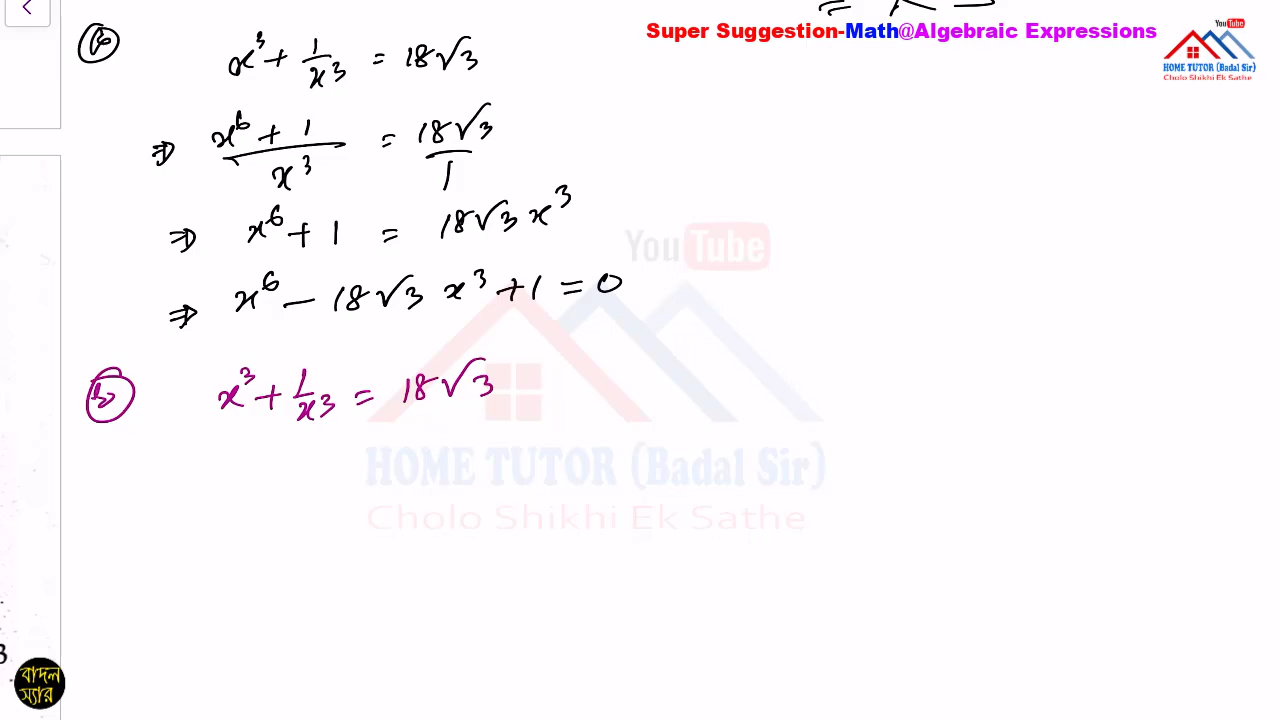 Super Suggestion-Math@Algebraic Expressions
YouTube
HOME TUTOR (Badal Sir)
Cholo Shikhi Ek Sathe
x³ + 1/x³ = 18√3
⇒ (x⁶ + 1)/x³ = 18√3/1
⇒ x⁶ + 1 = 18√3 x³
⇒ x⁶ − 18√3 x³ + 1 = 0
x³ + 1/x³ = 18√3
YouTube
HOME TUTOR (Badal Sir)
Cholo Shikhi Ek Sathe
3
বাদল
স্যার